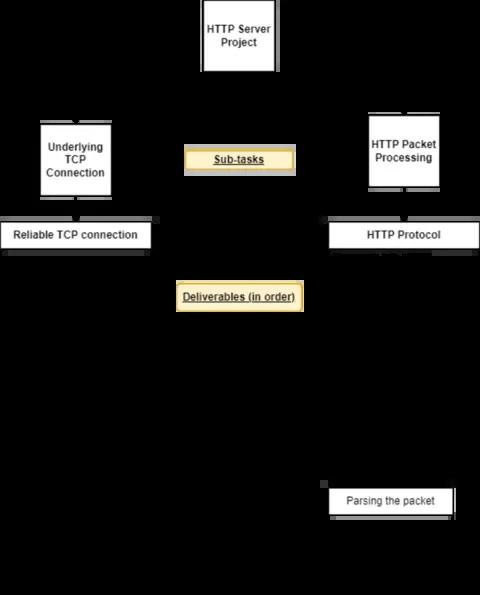 HTTP Server
Project
Underlying
TCP
Connection
Sub-tasks
HTTP Packet
Processing
Reliable TCP connection
HTTP Protocol
Deliverables (in order)
Parsing the packet